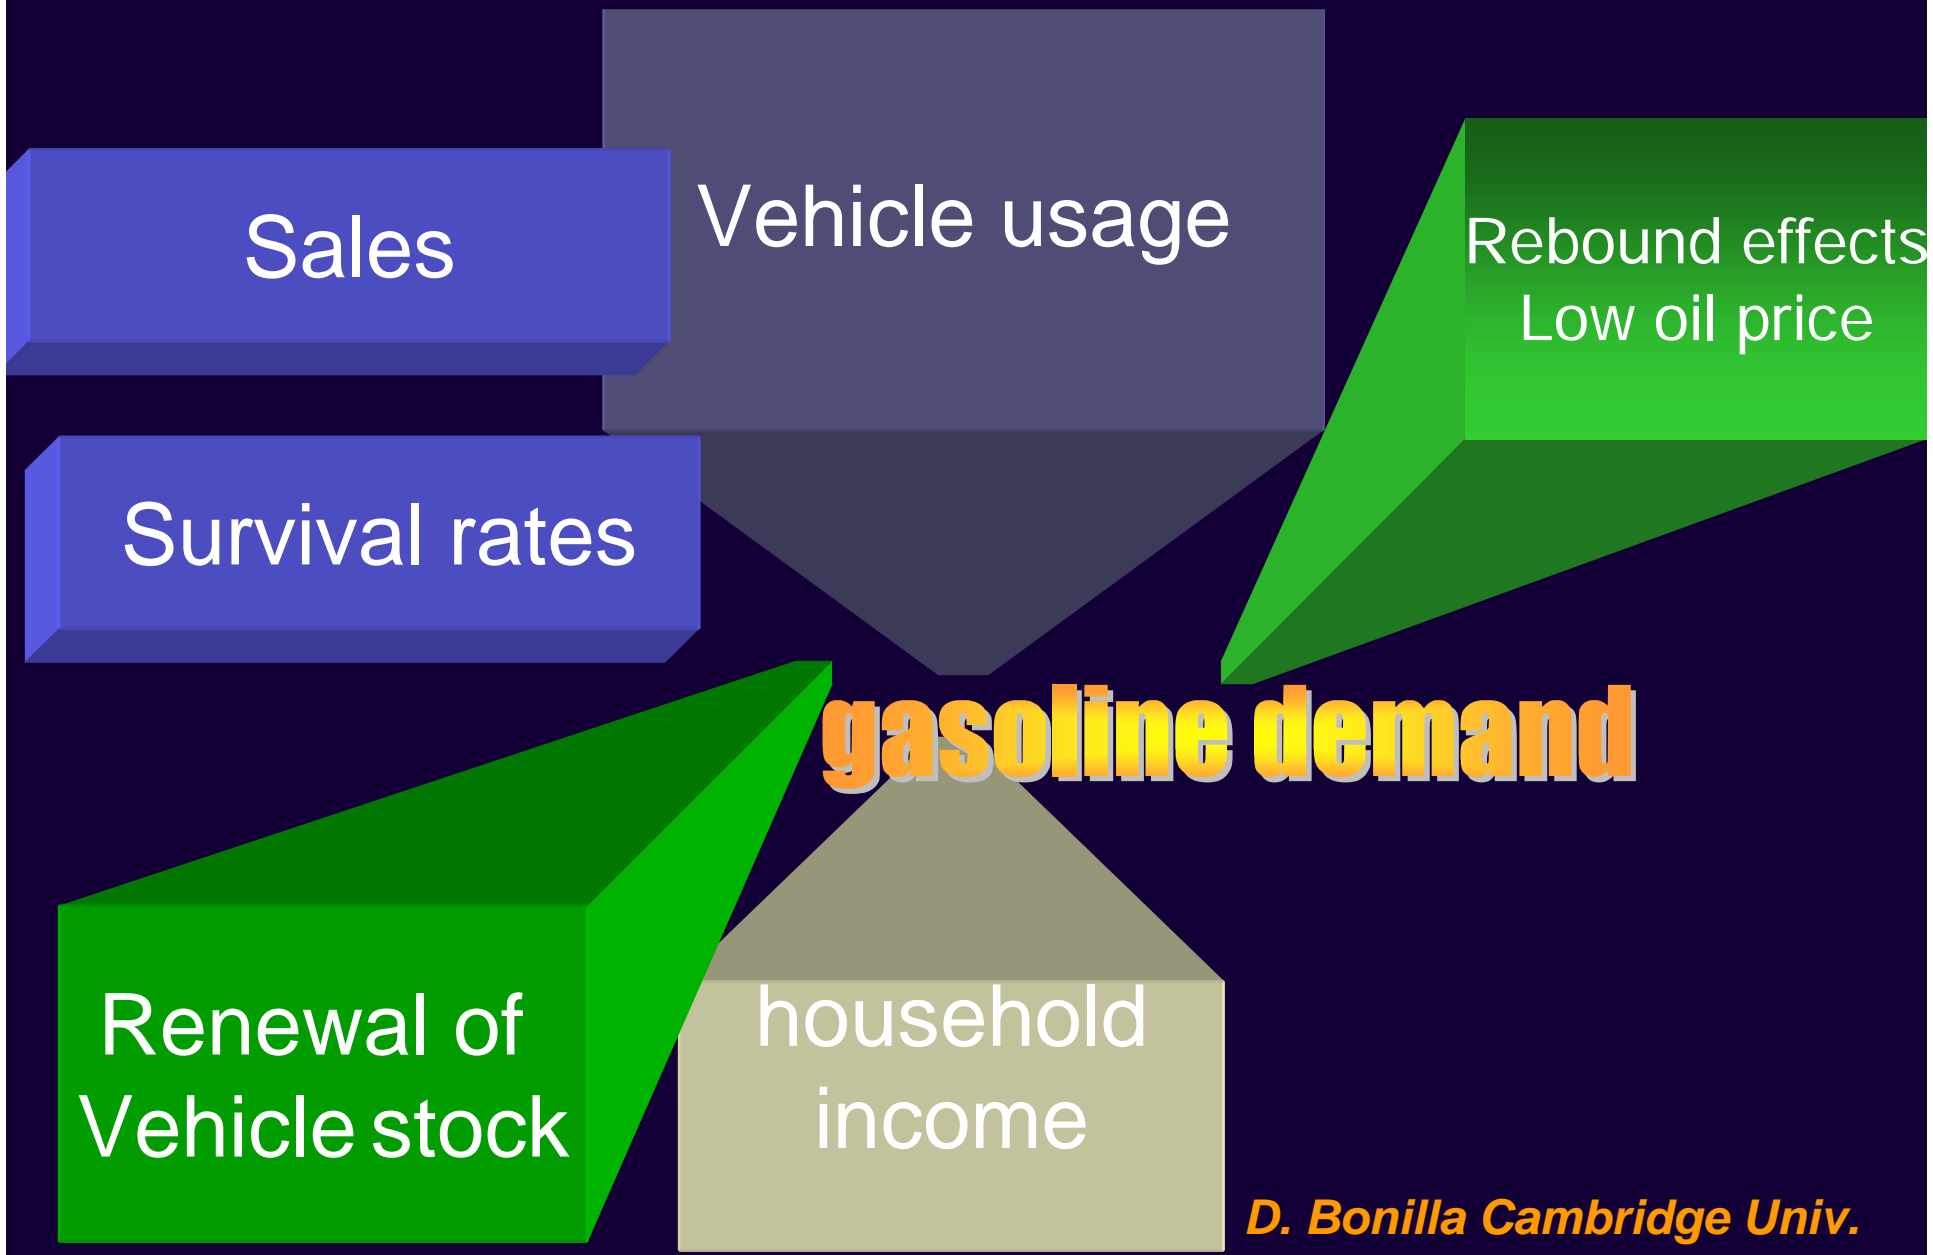 Vehicle usage
Sales
Rebound effects
Low oil price
Survival rates
gasoline demand
Renewal of
Vehicle stock
household
income
D. Bonilla Cambridge Univ.